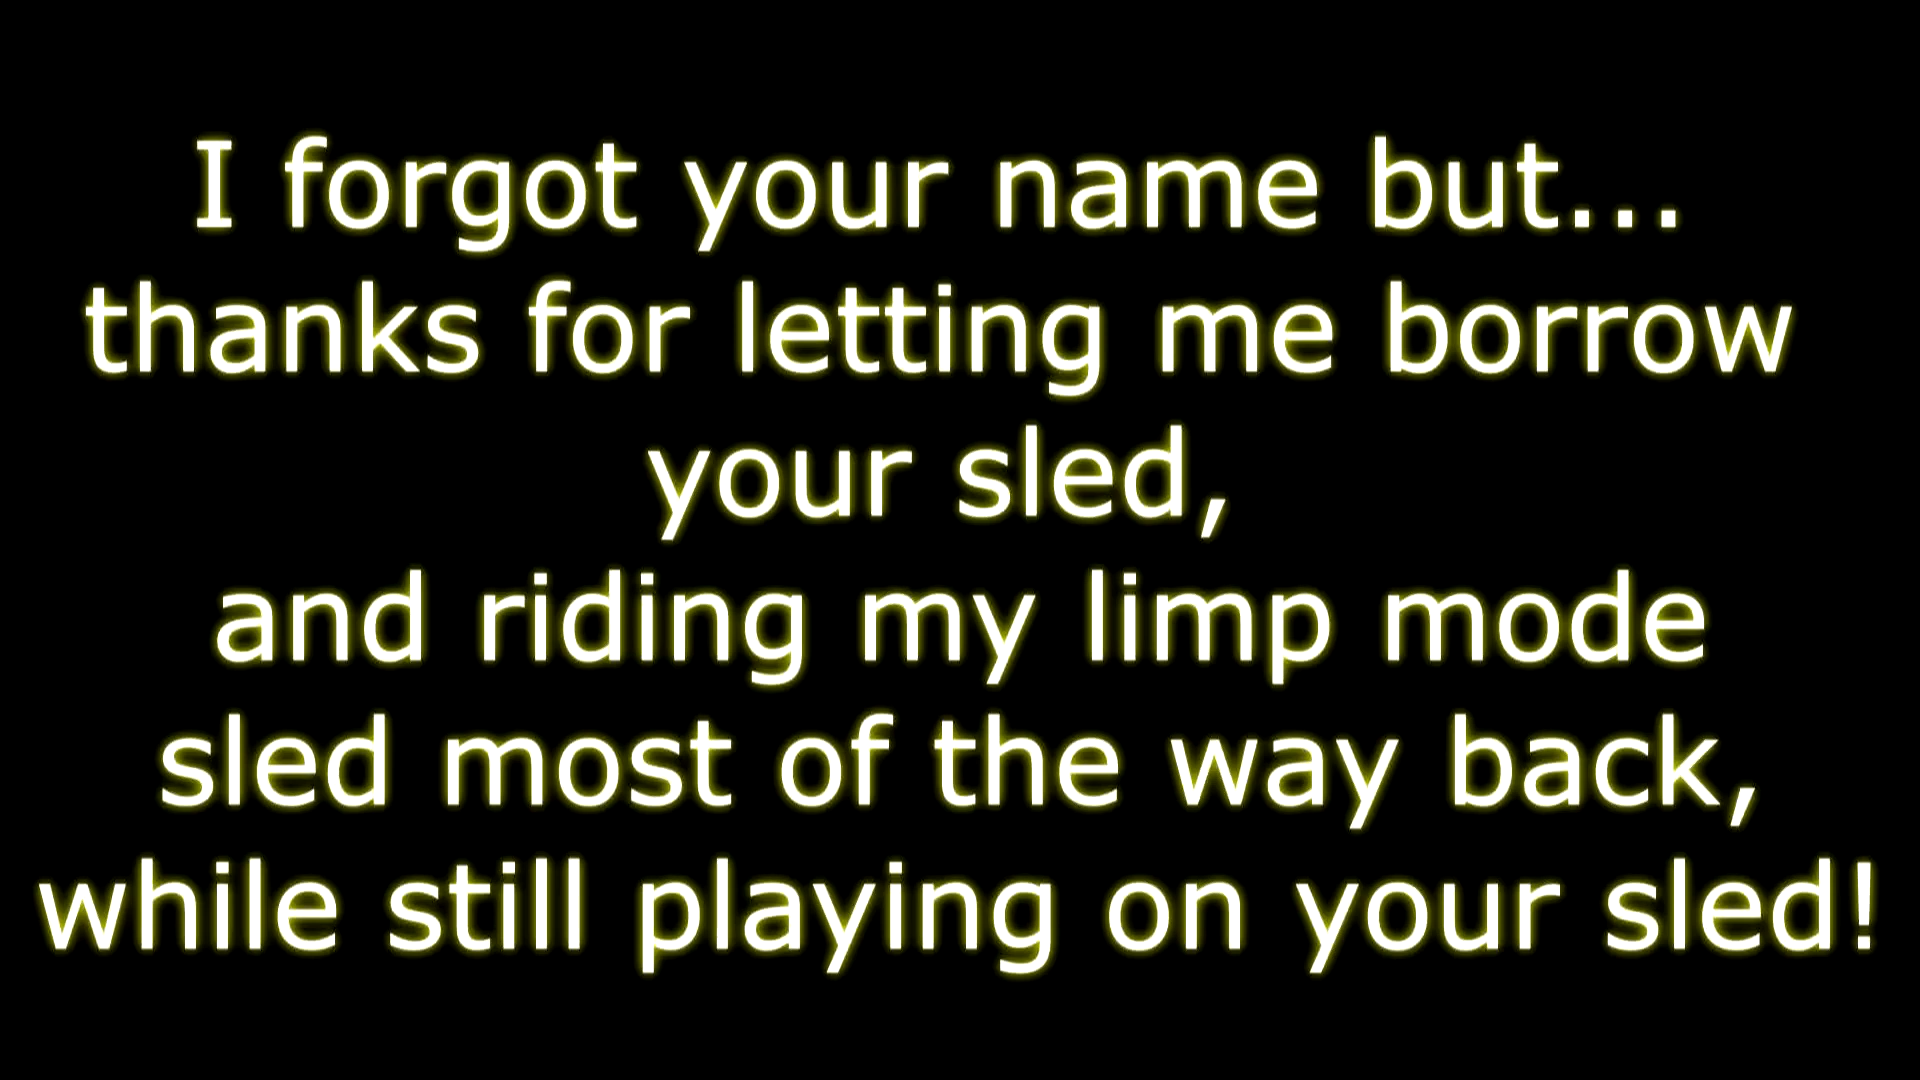 I forgot your name but...
thanks for letting me borrow
your sled,
and riding my limp mode
sled most of the way back,
while still playing on your sled!